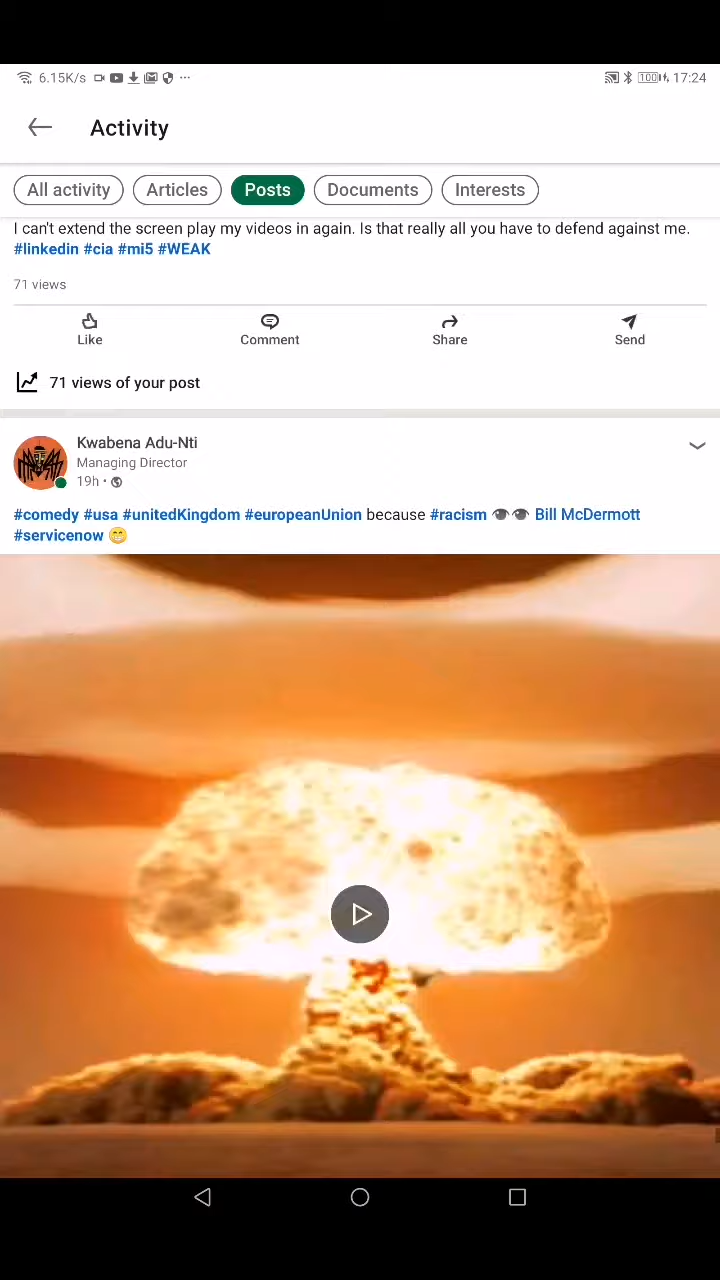 6.15K/s 100 17:24
Activity
All activity Articles Posts Documents Interests
I can't extend the screen play my videos in again. Is that really all you have to defend against me.
#linkedin #cia #mi5 #WEAK
71 views
Like Comment Share Send
71 views of your post
Kwabena Adu-Nti
Managing Director
19h •
#comedy #usa #unitedKingdom #europeanUnion because #racism 👁👁 Bill McDermott
#servicenow 😁